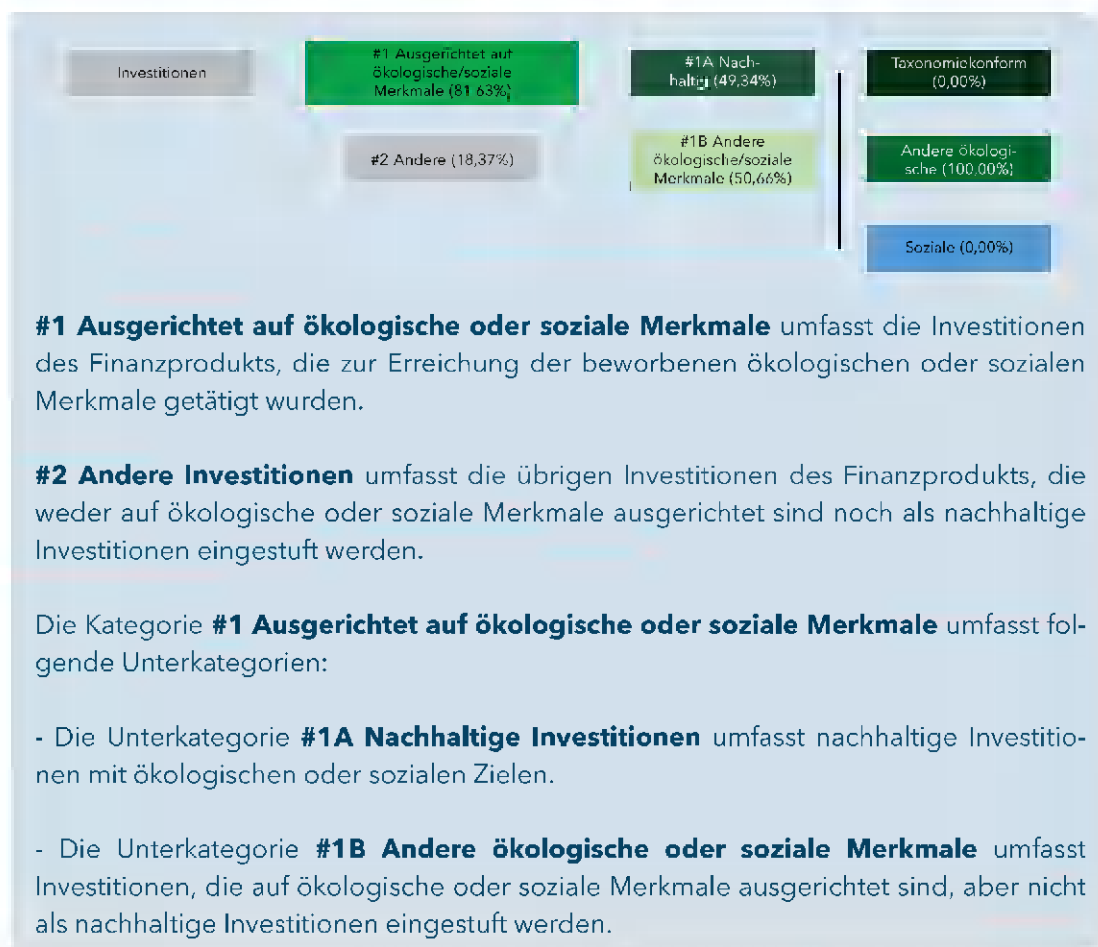 Investitionen
#1 Ausgerichtet auf
ökologische/soziale
Merkmale (81 63%)
#2 Andere (18,37%)
#1A Nach-
haltig (49,34%)
#1B Andere
ökologische/soziale
Merkmale (50,66%)
Taxonomiekonform
(0,00%)
Andere ökologi-
sche (100,00%)
Soziale (0,00%)
#1 Ausgerichtet auf ökologische oder soziale Merkmale umfasst die Investitionen
des Finanzprodukts, die zur Erreichung der beworbenen ökologischen oder sozialen
Merkmale getätigt wurden.
#2 Andere Investitionen umfasst die übrigen Investitionen des Finanzprodukts, die
weder auf ökologische oder soziale Merkmale ausgerichtet sind noch als nachhaltige
Investitionen eingestuft werden.
Die Kategorie #1 Ausgerichtet auf ökologische oder soziale Merkmale umfasst fol-
gende Unterkategorien:
- Die Unterkategorie #1A Nachhaltige Investitionen umfasst nachhaltige Investitio-
nen mit ökologischen oder sozialen Zielen.
- Die Unterkategorie #1B Andere ökologische oder soziale Merkmale umfasst
Investitionen, die auf ökologische oder soziale Merkmale ausgerichtet sind, aber nicht
als nachhaltige Investitionen eingestuft werden.